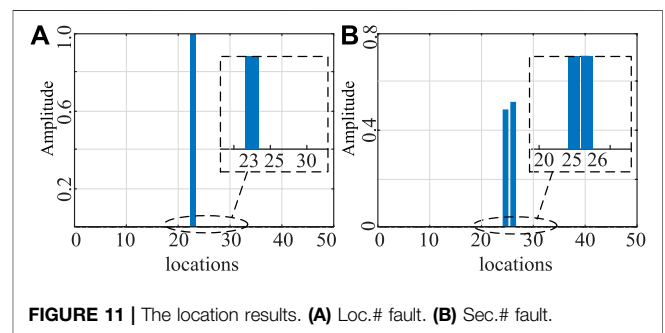 A
B
1.0
0.6
0.2
Amplitude
23 25 30
0 10 20 30 40 50
locations
0.8
0.4
0
Amplitude
20 25 26
0 10 20 30 40 50
locations
FIGURE 11 | The location results. (A) Loc.# fault. (B) Sec.# fault.